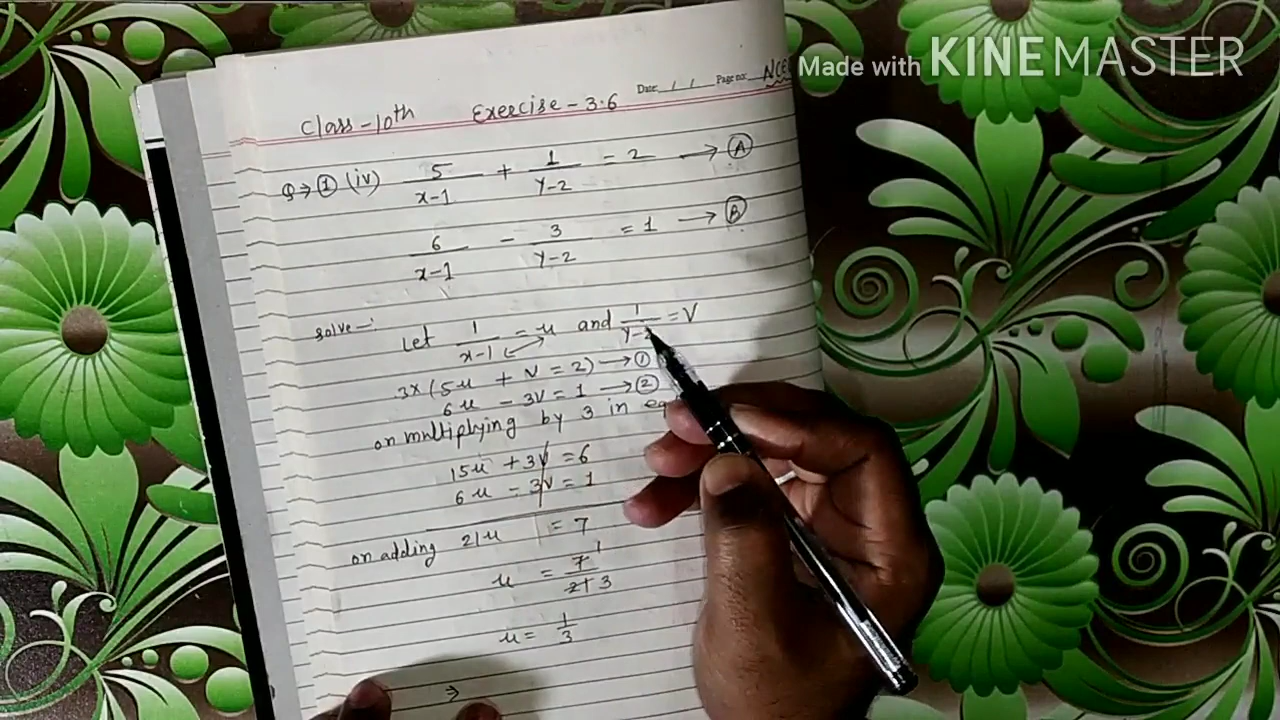 Made with KINEMASTER
Date: / / Page no:
Class-10th Exercise-3.6
Q→① (iv) 5/(x-1) + 1/(y-2) = 2 → Ⓐ
6/(x-1) - 3/(y-2) = 1 → Ⓑ
solve-: Let 1/(x-1) = u and 1/(y-2) = v
3×(5u + v = 2) → ①
6u - 3v = 1 → ②
on multiplying by 3 in
15u + 3v = 6
6u - 3v = 1
on adding 21u = 7
u = 7/21 1 3
u = 1/3
⇒